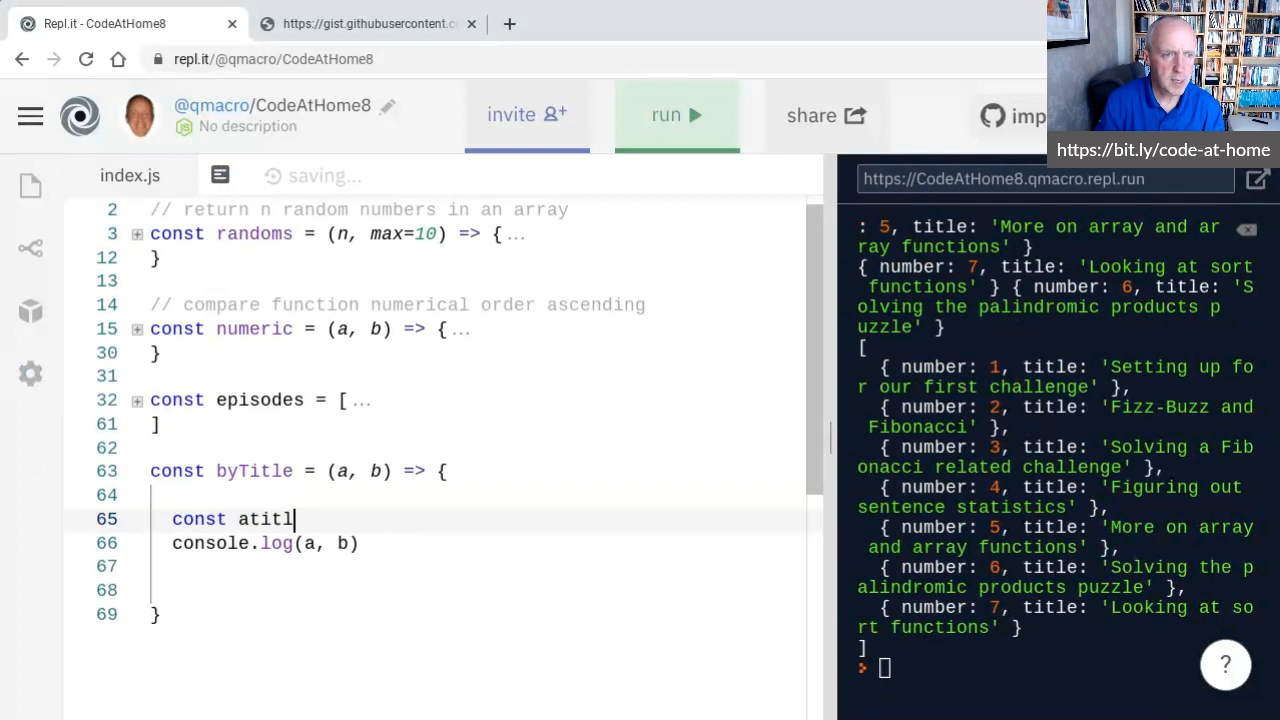 Repl.it - CodeAtHome8
https://gist.githubusercontent.c
repl.it/@qmacro/CodeAtHome8
@qmacro/CodeAtHome8
No description
invite
run
share
imp
https://bit.ly/code-at-home
index.js
saving...
https://CodeAtHome8.qmacro.repl.run
2 // return n random numbers in an array
3 const randoms = (n, max=10) => {...
12 }
13
14 // compare function numerical order ascending
15 const numeric = (a, b) => {...
30 }
31
32 const episodes = [...
61 ]
62
63 const byTitle = (a, b) => {
64
65 const atitl
66 console.log(a, b)
67
68
69 }
: 5, title: 'More on array and ar
ray functions' }
{ number: 7, title: 'Looking at sort
functions' } { number: 6, title: 'S
olving the palindromic products p
uzzle' }
[
{ number: 1, title: 'Setting up fo
r our first challenge' },
{ number: 2, title: 'Fizz-Buzz and
Fibonacci' },
{ number: 3, title: 'Solving a Fib
onacci related challenge' },
{ number: 4, title: 'Figuring out
sentence statistics' },
{ number: 5, title: 'More on array
and array functions' },
{ number: 6, title: 'Solving the p
alindromic products puzzle' },
{ number: 7, title: 'Looking at so
rt functions' }
]
?